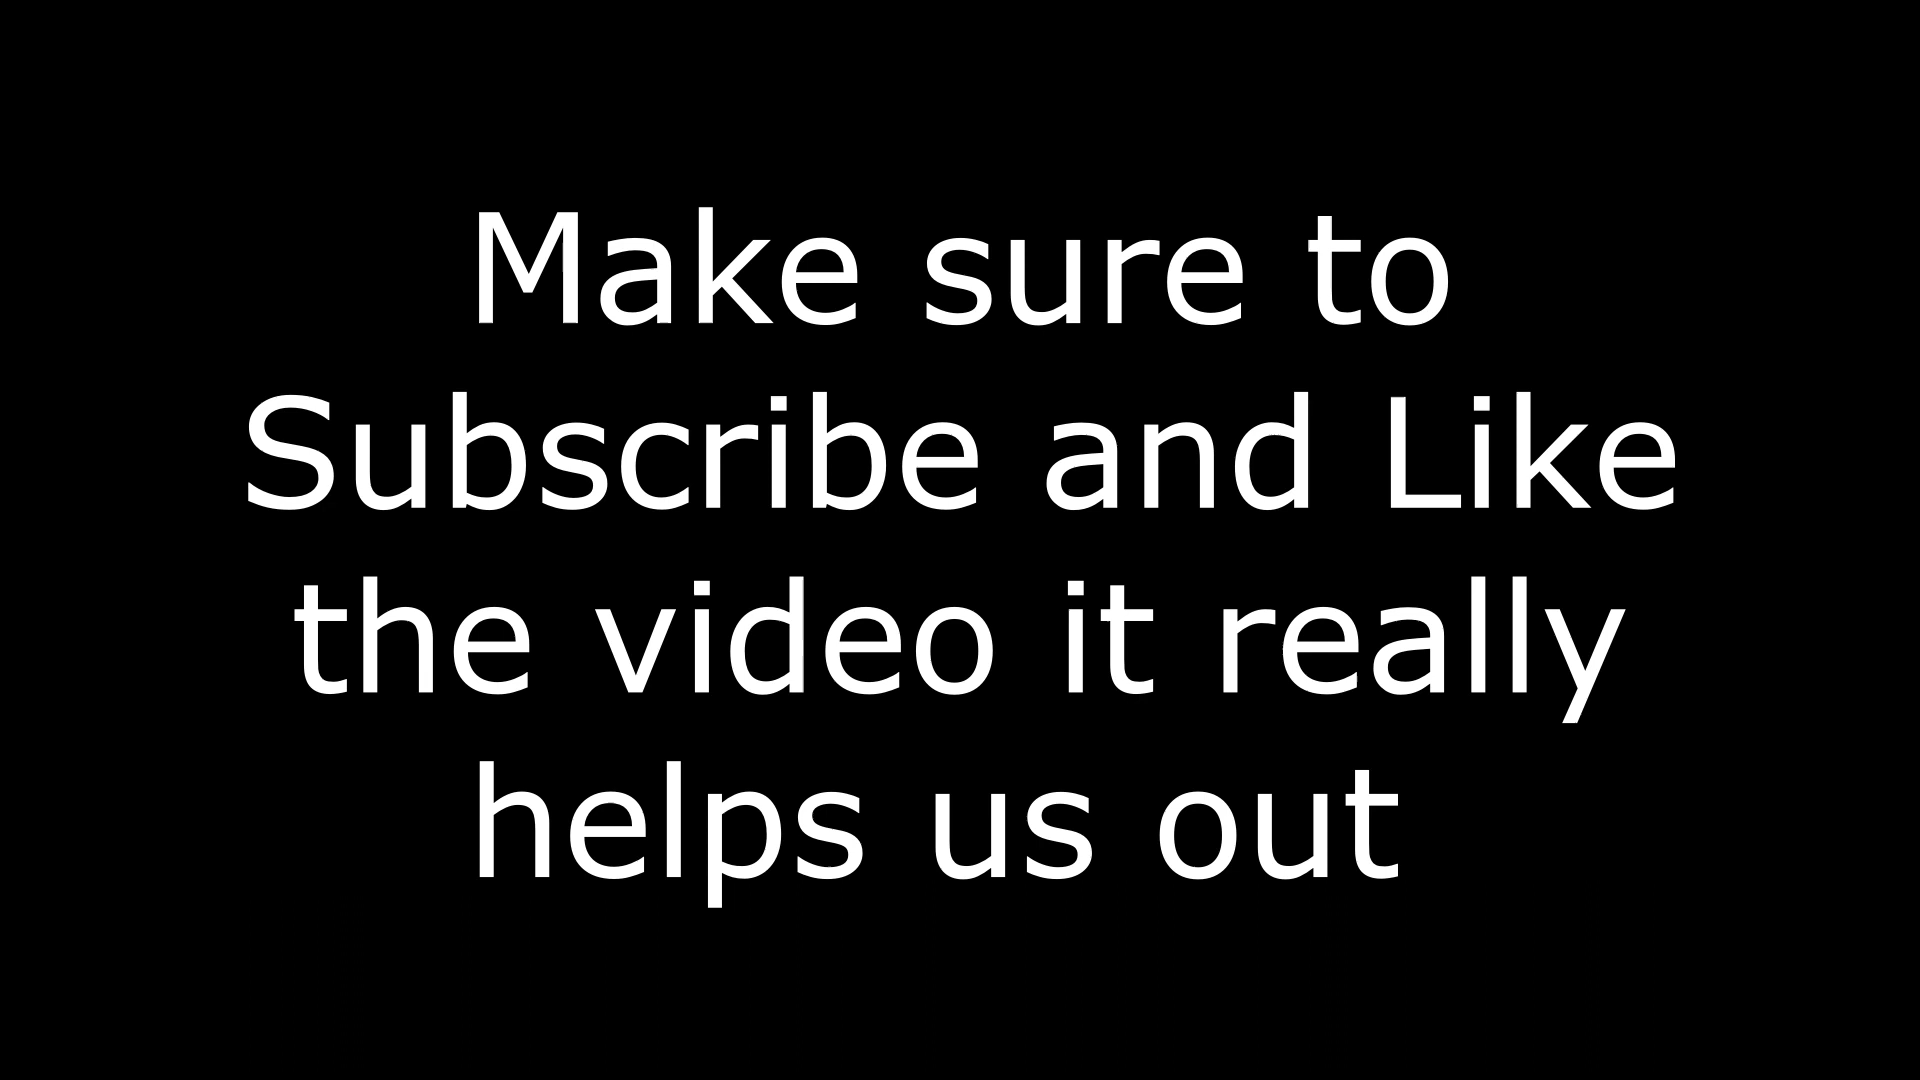 Make sure to
Subscribe and Like
the video it really
helps us out